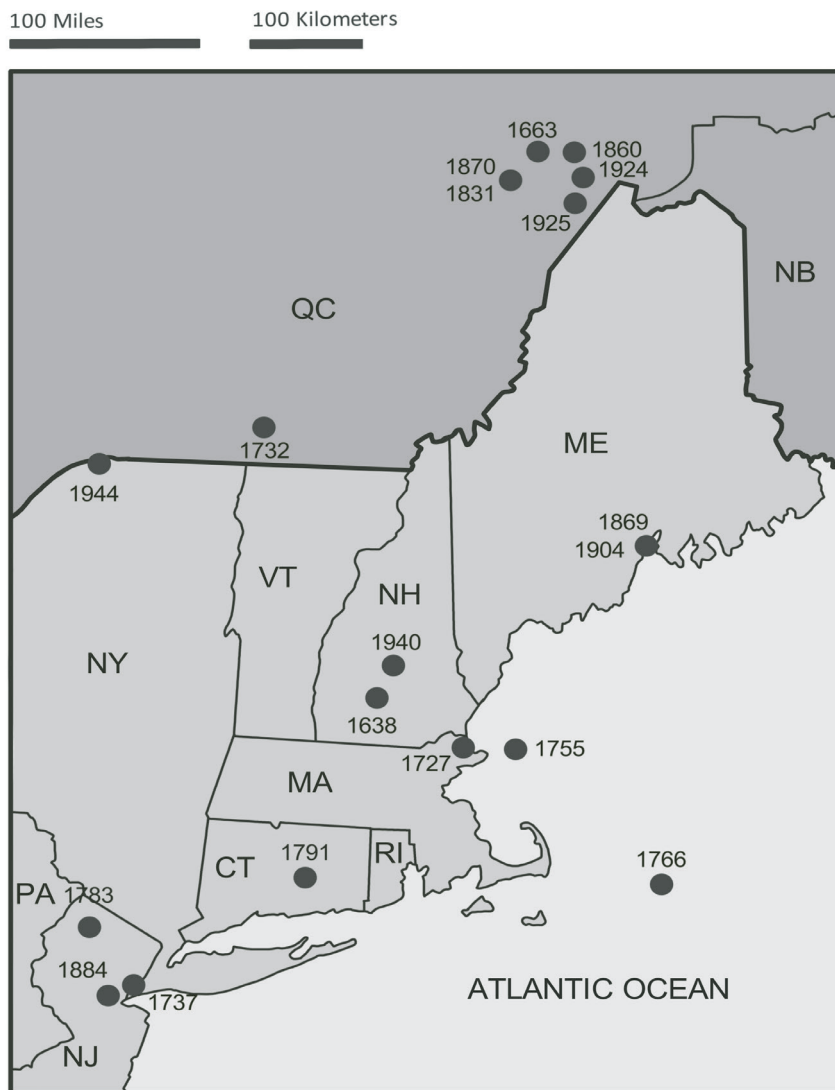 100 Miles
100 Kilometers
1663
1860
1870
1924
1831
1925
NB
QC
1732
ME
1944
1869
1904
VT
NH
1940
NY
1638
1727
1755
MA
1791
RI
CT
1766
PA
1783
1884
ATLANTIC OCEAN
1737
NJ